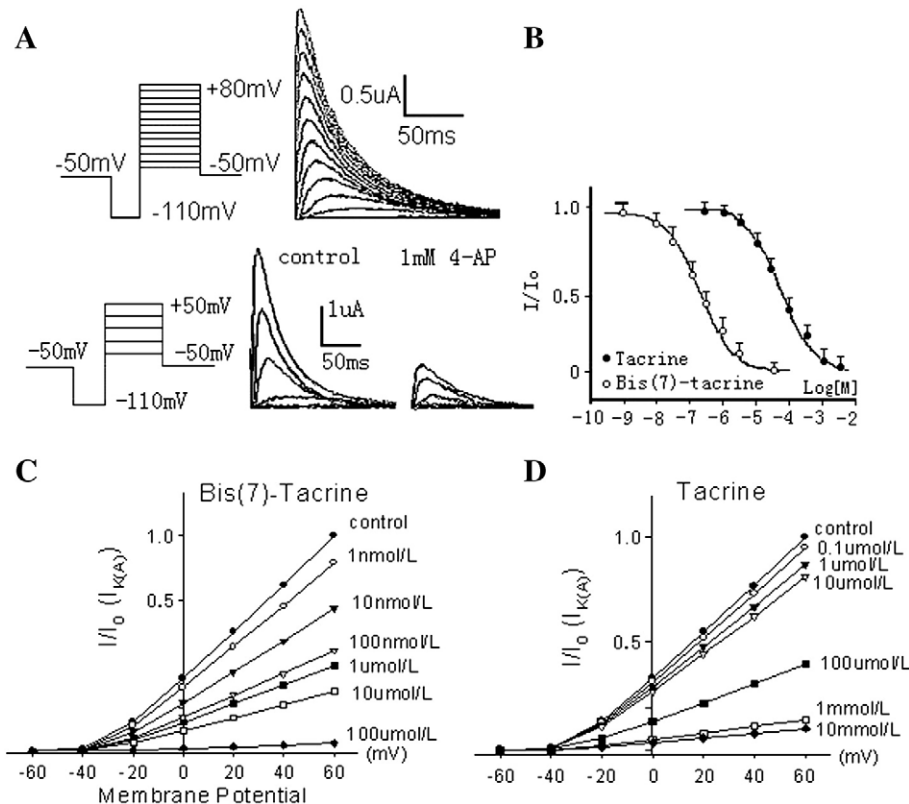 A
+80mV
-50mV
-50mV
-110mV
0.5uA
50ms
control
1mM 4-AP
+50mV
-50mV
-50mV
-110mV
1uA
50ms
B
I/Io
1.0
0.5
0
Tacrine
Bis(7)-tacrine
Log[M]
-10 -9 -8 -7 -6 -5 -4 -3 -2
C
Bis(7)-Tacrine
I/I0 (IK(A))
1.0
0.5
control
1nmol/L
10nmol/L
100nmol/L
1umol/L
10umol/L
100umol/L
(mV)
-60 -40 -20 0 20 40 60
Membrane Potential
D
Tacrine
I/I0 (IK(A))
1.0
0.5
control
0.1umol/L
1umol/L
10umol/L
100umol/L
1mmol/L
10mmol/L
(mV)
-60 -40 -20 0 20 40 60